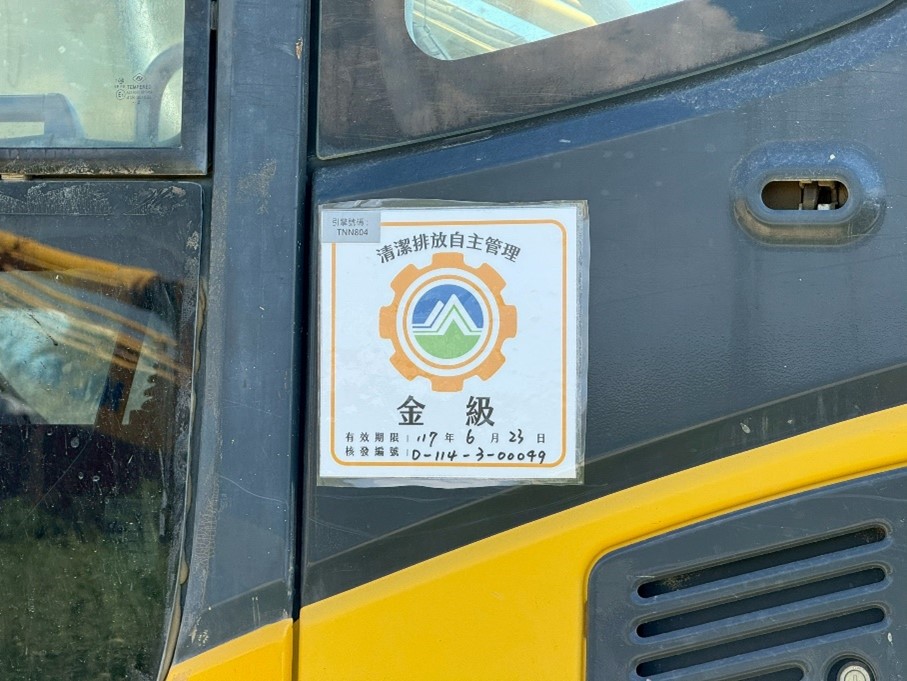 TEMPERED
引擎號碼：
TNN804
清潔排放自主管理
金級
有效期限：117年6月23日
核發編號：D-114-3-00049